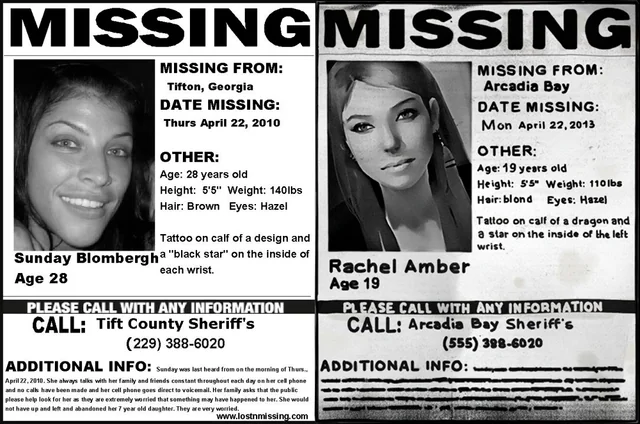 MISSING
MISSING FROM:
Tifton, Georgia
DATE MISSING:
Thurs April 22, 2010
OTHER:
Age: 28 years old
Height: 5'5" Weight: 140lbs
Hair: Brown Eyes: Hazel
Tattoo on calf of a design and
a "black star" on the inside of
each wrist.
Sunday Blombergh
Age 28
PLEASE CALL WITH ANY INFORMATION
CALL: Tift County Sheriff's
(229) 388-6020
ADDITIONAL INFO: Sunday was last heard from on the morning of Thurs.,
April 22, 2010. She always talks with her family and friends constant throughout each day on her cell phone
and no calls have been made and her cell phone goes direct to voicemail. Her family asks that the public
please help look for her as they are extremely worried that something may have happened to her. She would
not have up and left and abandoned her 7 year old daughter. They are very worried.
www.lostnmissing.com
MISSING
MISSING FROM:
Arcadia Bay
DATE MISSING:
Mon April 22, 2013
OTHER:
Age: 19 years old
Height: 5'5" Weight: 110lbs
Hair: blond Eyes: Hazel
Tattoo on calf of a dragon and
a star on the inside of the left
wrist.
Rachel Amber
Age 19
PLEASE CALL WITH ANY INFORMATION
CALL: Arcadia Bay Sheriff's
(555) 388-6020
ADDITIONAL INFO: